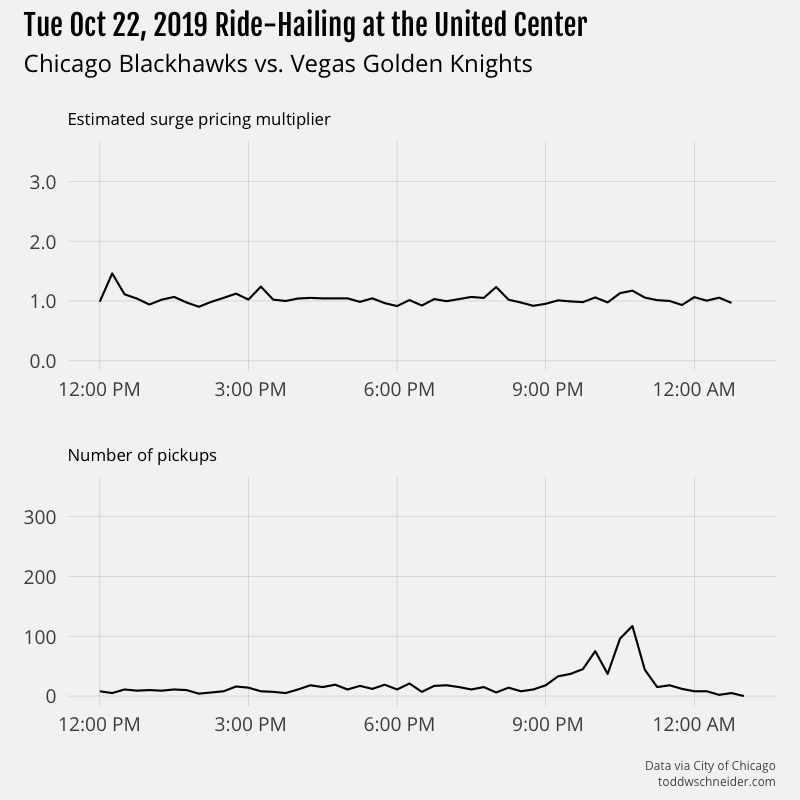 Tue Oct 22, 2019 Ride-Hailing at the United Center
Chicago Blackhawks vs. Vegas Golden Knights
Estimated surge pricing multiplier
3.0
2.0
1.0
0.0
12:00 PM 3:00 PM 6:00 PM 9:00 PM 12:00 AM
Number of pickups
300
200
100
0
12:00 PM 3:00 PM 6:00 PM 9:00 PM 12:00 AM
Data via City of Chicago
toddwschneider.com